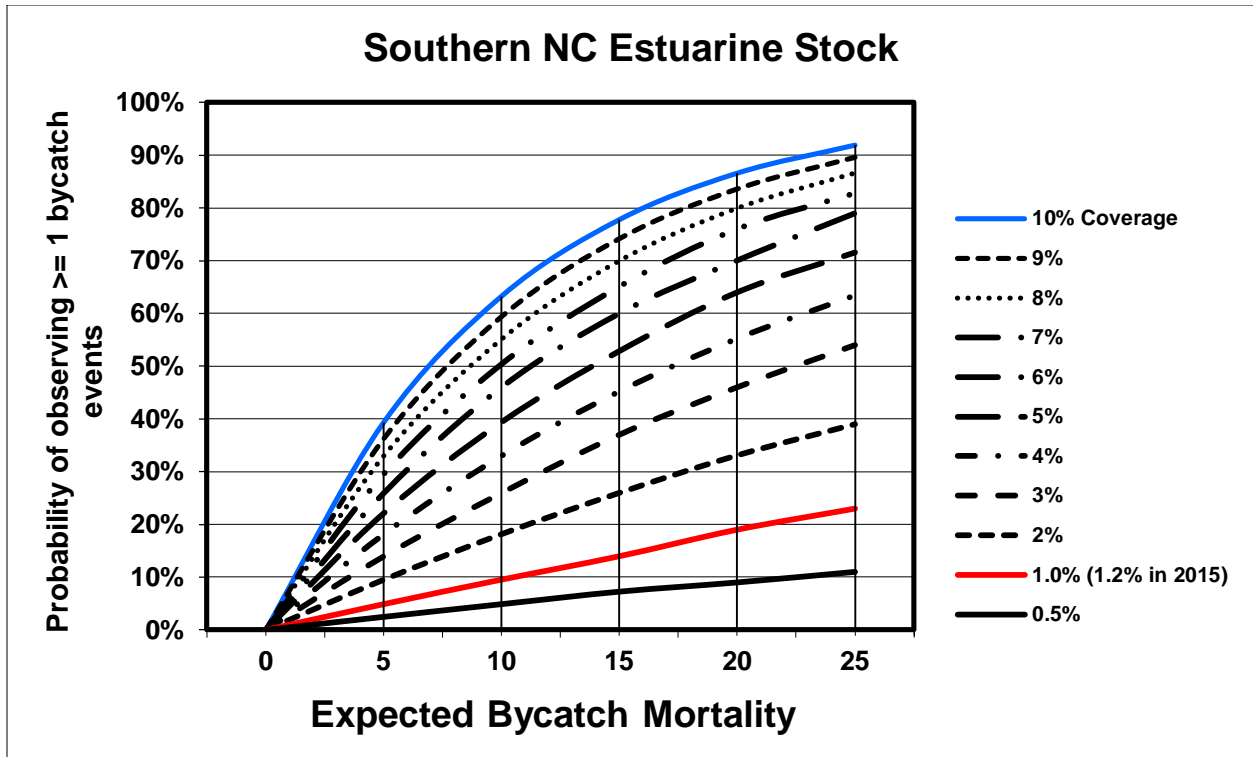 Southern NC Estuarine Stock
Probability of observing >= 1 bycatch
events
100%
90%
80%
70%
60%
50%
40%
30%
20%
10%
0%
0 5 10 15 20 25
Expected Bycatch Mortality
10% Coverage
9%
8%
7%
6%
5%
4%
3%
2%
1.0% (1.2% in 2015)
0.5%